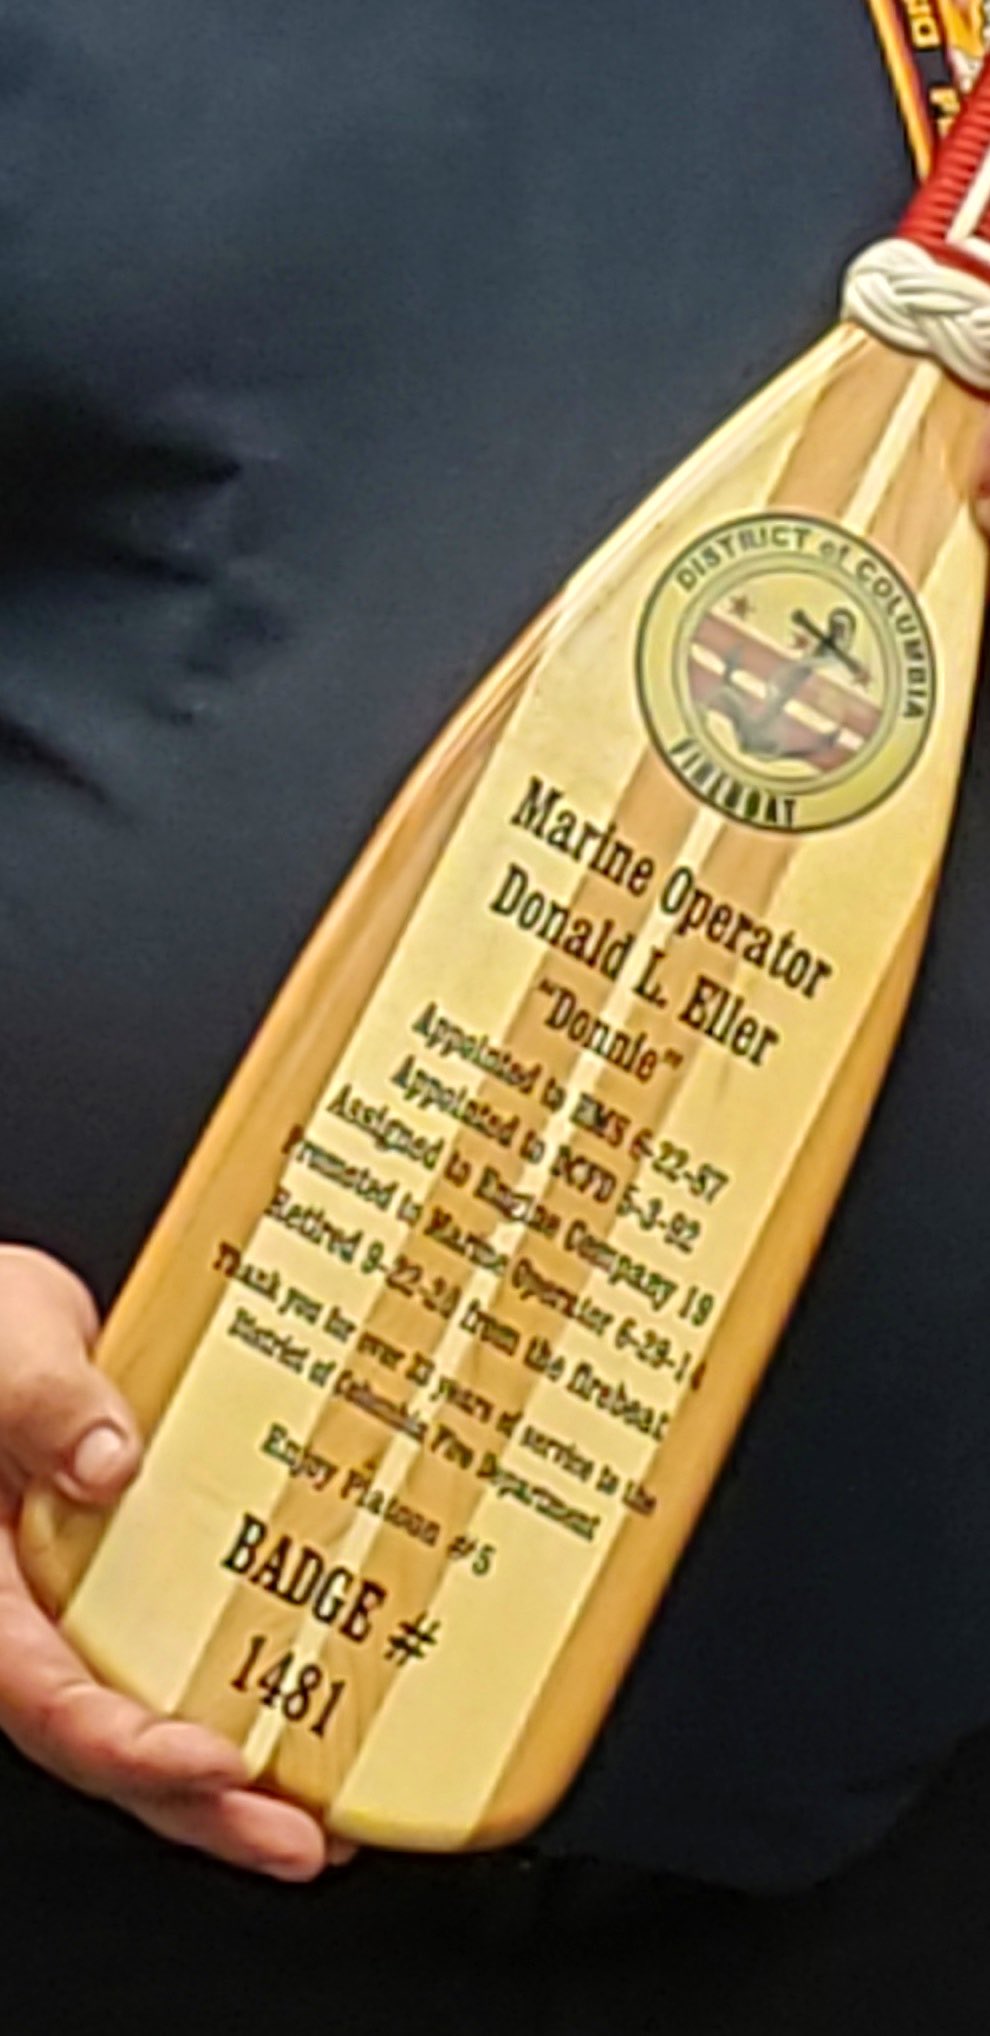 DISTRICT of COLUMBIA
FIREBOAT
Marine Operator
Donald L. Eller
"Donnie"
Appointed to EMS 6-22-87
Appointed to DCFD 5-3-92
Assigned to Engine Company 19
Promoted to Marine Operator 6-29-14
Retired 9-22-20 from the fireboat
Thank you for over 33 years of service to the
District of Columbia Fire Department
Enjoy Platoon #5
BADGE #
1481